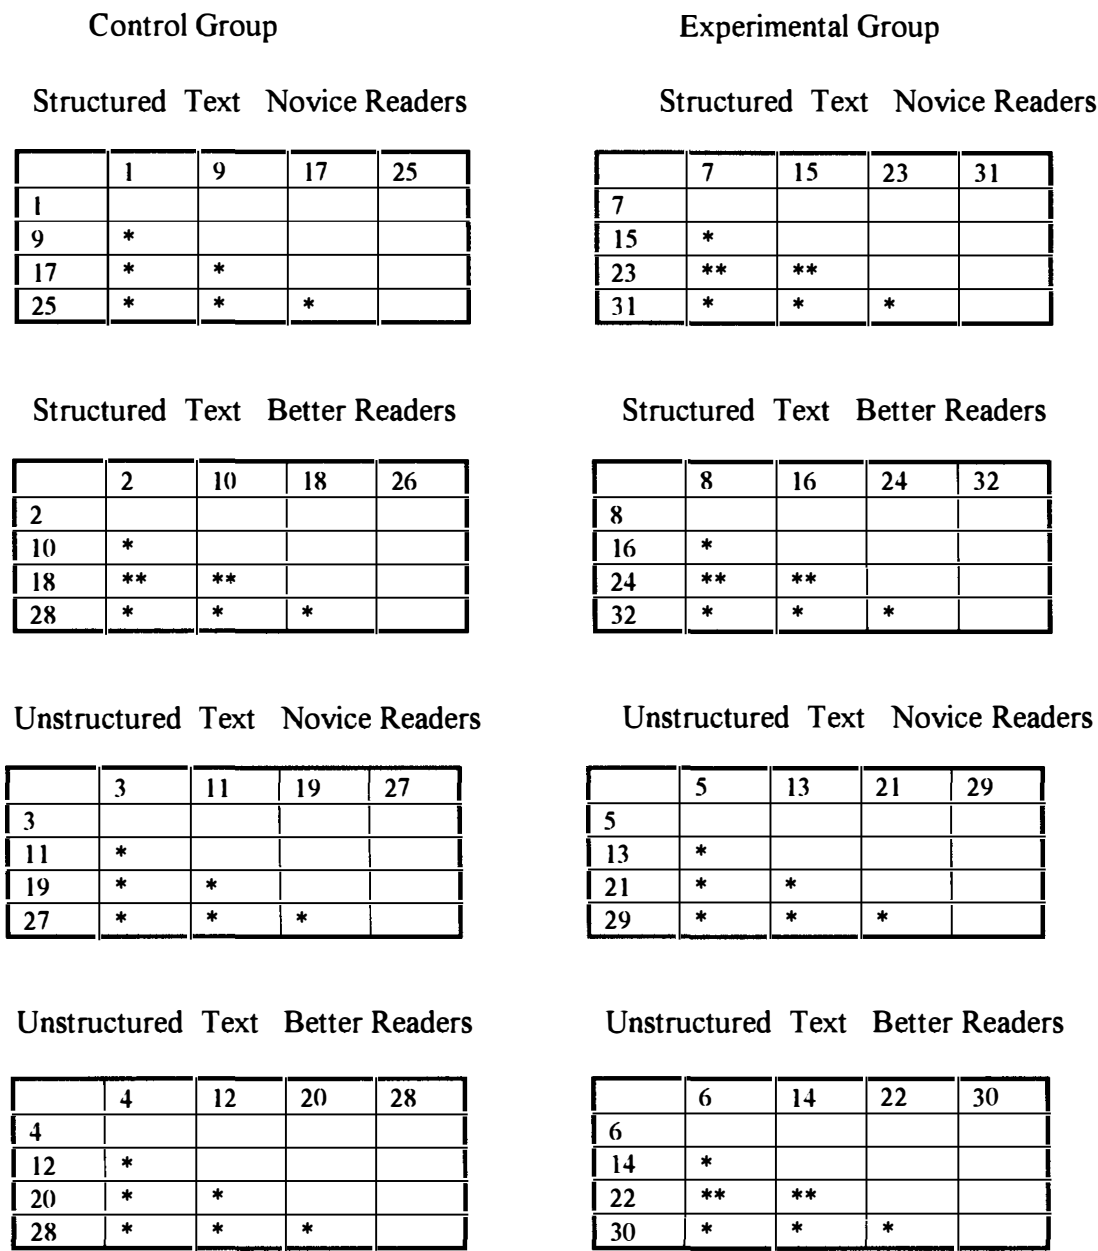 Control Group Experimental Group
Structured Text Novice Readers Structured Text Novice Readers
1 9 17 25 7 15 23 31
1 7
9 * 15 *
17 * * 23 ** **
25 * * * 31 * * *
Structured Text Better Readers Structured Text Better Readers
2 10 18 26 8 16 24 32
2 8
10 * 16 *
18 ** ** 24 ** **
28 * * * 32 * * *
Unstructured Text Novice Readers Unstructured Text Novice Readers
3 11 19 27 5 13 21 29
3 5
11 * 13 *
19 * * 21 * *
27 * * * 29 * * *
Unstructured Text Better Readers Unstructured Text Better Readers
4 12 20 28 6 14 22 30
4 6
12 * 14 *
20 * * 22 ** **
28 * * * 30 * * *